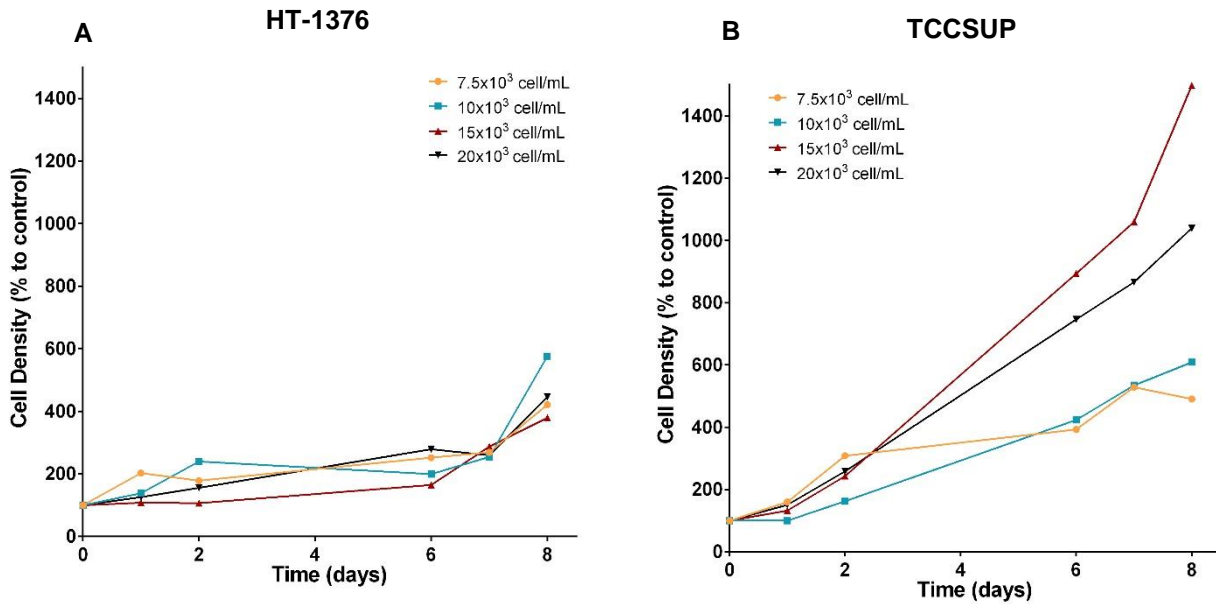 A
HT-1376
7.5x10³ cell/mL
10x10³ cell/mL
15x10³ cell/mL
20x10³ cell/mL
1400
1200
1000
800
600
400
200
0
Cell Density (% to control)
0 2 4 6 8
Time (days)
B
TCCSUP
7.5x10³ cell/mL
10x10³ cell/mL
15x10³ cell/mL
20x10³ cell/mL
1400
1200
1000
800
600
400
200
0
Cell Density (% to control)
0 2 4 6 8
Time (days)